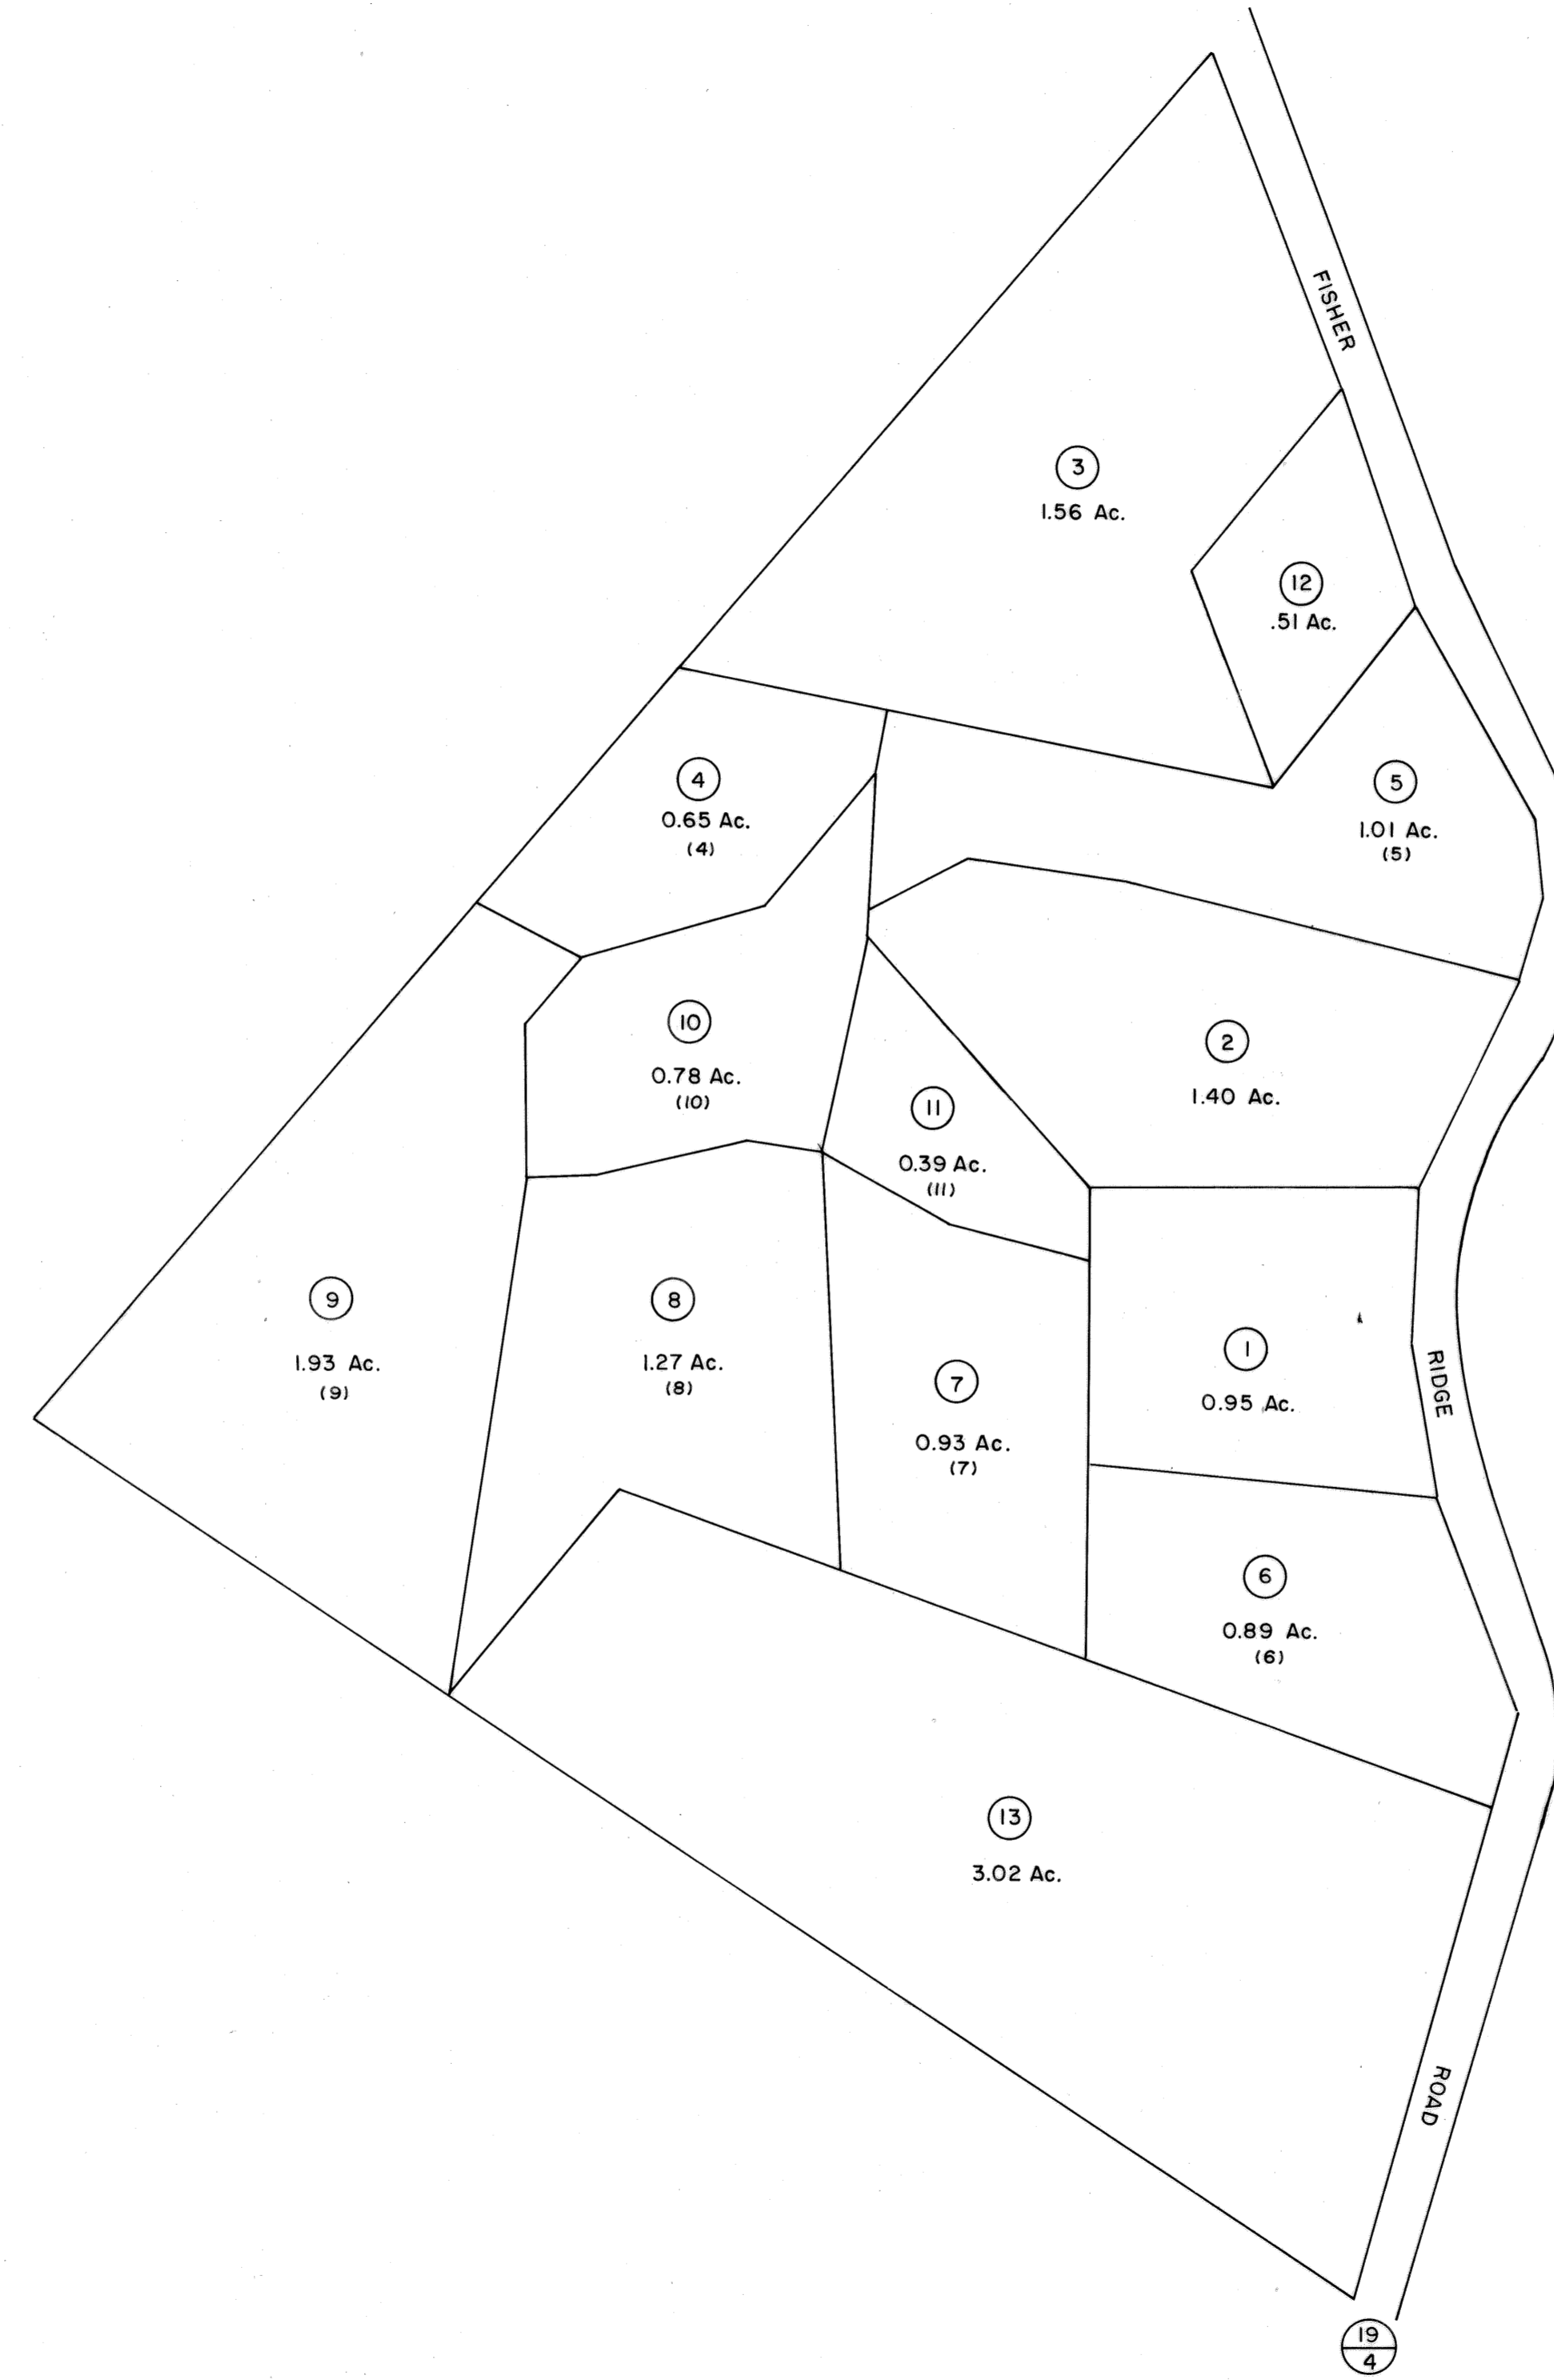 FISHER
3
1.56 Ac.
12
.51 Ac.
4
0.65 Ac.
(4)
5
1.01 Ac.
(5)
10
0.78 Ac.
(10)
2
1.40 Ac.
11
0.39 Ac.
(11)
9
1.93 Ac.
(9)
8
1.27 Ac.
(8)
7
0.93 Ac.
(7)
1
0.95 Ac.
RIDGE
6
0.89 Ac.
(6)
13
3.02 Ac.
ROAD
19
4